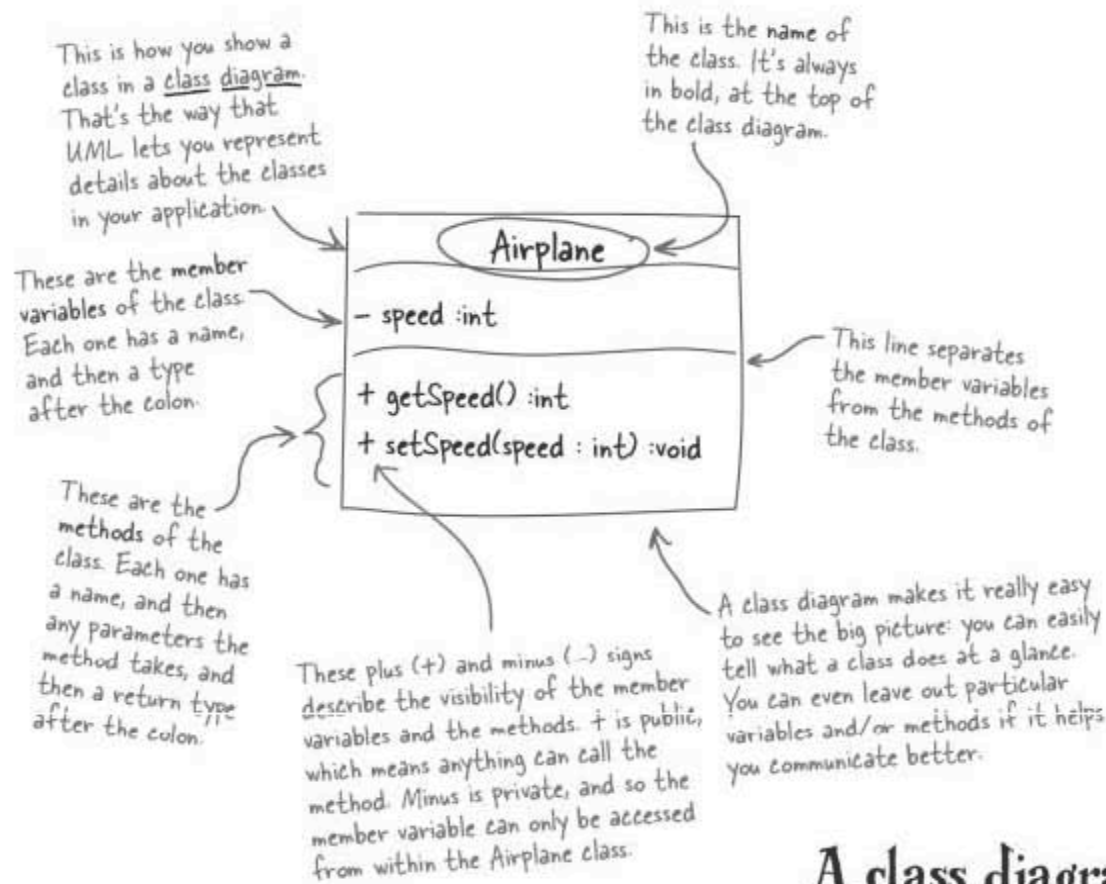 This is how you show a
class in a class diagram.
That's the way that
UML lets you represent
details about the classes
in your application.
This is the name of
the class. It's always
in bold, at the top of
the class diagram.
Airplane
These are the member
variables of the class.
Each one has a name,
and then a type
after the colon.
- speed :int
This line separates
the member variables
from the methods of
the class.
+ getSpeed() :int
+ setSpeed(speed : int) :void
These are the
methods of the
class. Each one has
a name, and then
any parameters the
method takes, and
then a return type
after the colon.
These plus (+) and minus (-) signs
describe the visibility of the member
variables and the methods. + is public,
which means anything can call the
method. Minus is private, and so the
member variable can only be accessed
from within the Airplane class.
A class diagram makes it really easy
to see the big picture: you can easily
tell what a class does at a glance.
You can even leave out particular
variables and/or methods if it helps
you communicate better.
A class diagra